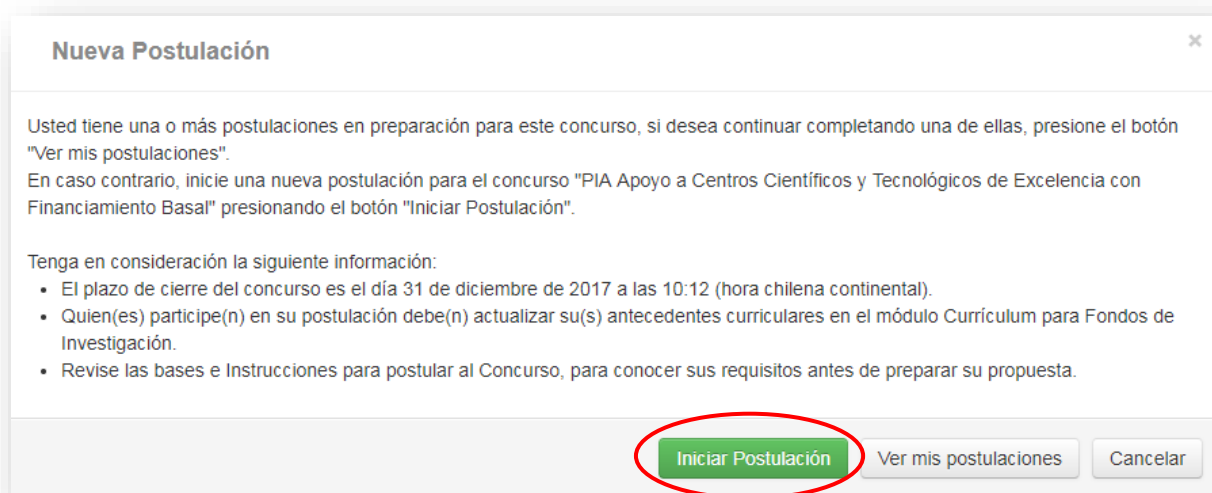 Nueva Postulación
×
Usted tiene una o más postulaciones en preparación para este concurso, si desea continuar completando una de ellas, presione el botón
"Ver mis postulaciones".
En caso contrario, inicie una nueva postulación para el concurso "PIA Apoyo a Centros Científicos y Tecnológicos de Excelencia con
Financiamiento Basal" presionando el botón "Iniciar Postulación".
Tenga en consideración la siguiente información:
• El plazo de cierre del concurso es el día 31 de diciembre de 2017 a las 10:12 (hora chilena continental).
• Quien(es) participe(n) en su postulación debe(n) actualizar su(s) antecedentes curriculares en el módulo Currículum para Fondos de
Investigación.
• Revise las bases e Instrucciones para postular al Concurso, para conocer sus requisitos antes de preparar su propuesta.
Iniciar Postulación Ver mis postulaciones Cancelar